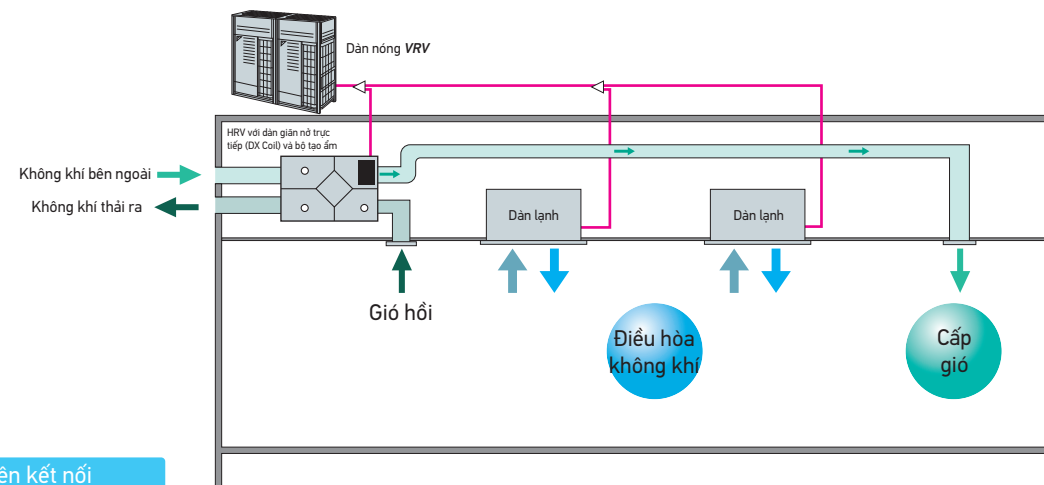 Dàn nóng VRV
HRV với dàn giãn nở trực
tiếp (DX Coil) và bộ tạo ẩm
Không khí bên ngoài
Không khí thải ra
Dàn lạnh
Dàn lạnh
Gió hồi
Điều hòa
không khí
Cấp
gió
kết nối